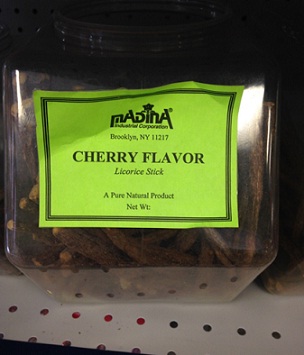 mADINA®
Industrial Corporation
Brooklyn, NY 11217
CHERRY FLAVOR
Licorice Stick
A Pure Natural Product
Net Wt: